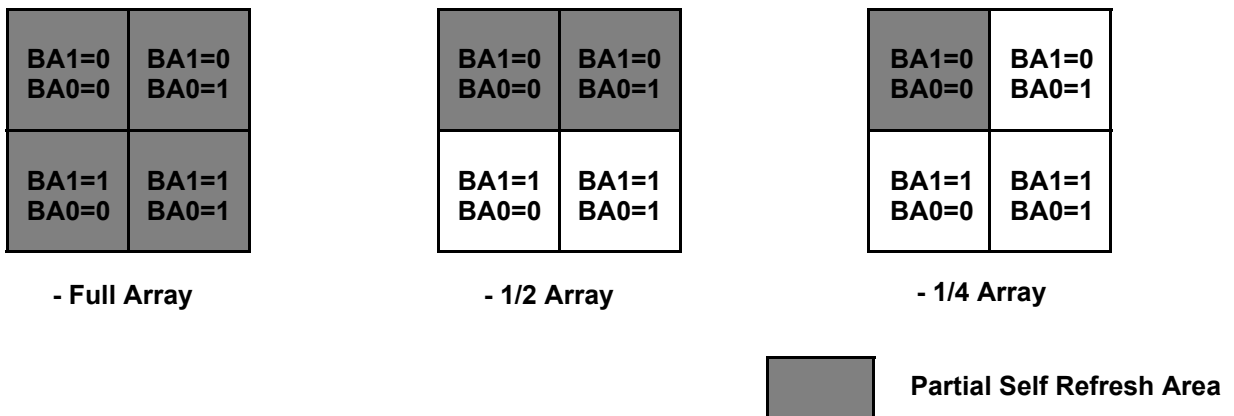 BA1=0 BA1=0
BA0=0 BA0=1
BA1=1 BA1=1
BA0=0 BA0=1
- Full Array
BA1=0 BA1=0
BA0=0 BA0=1
BA1=1 BA1=1
BA0=0 BA0=1
- 1/2 Array
BA1=0 BA1=0
BA0=0 BA0=1
BA1=1 BA1=1
BA0=0 BA0=1
- 1/4 Array
Partial Self Refresh Area